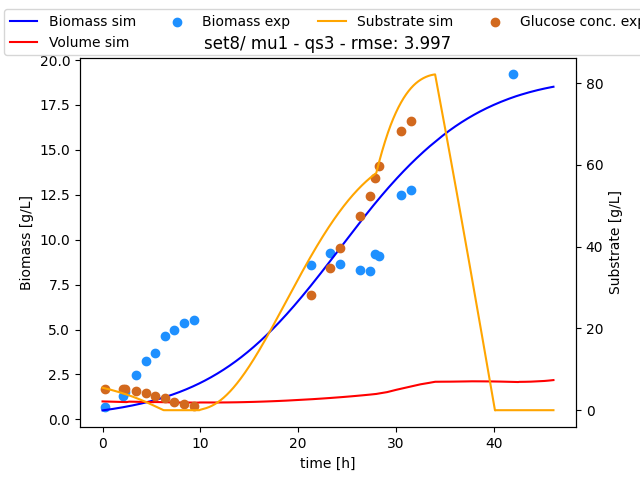 Biomass sim Biomass exp Substrate sim Glucose conc. exp
Volume sim
set8/ mu1 - qs3 - rmse: 3.997
20.0
17.5
15.0
12.5
10.0
7.5
5.0
2.5
0.0
Biomass [g/L]
80
60
40
20
0
Substrate [g/L]
0 10 20 30 40
time [h]